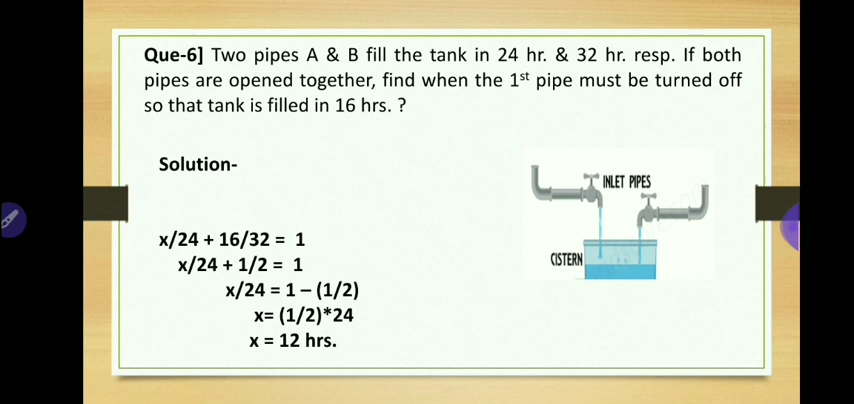 Que-6] Two pipes A & B fill the tank in 24 hr. & 32 hr. resp. If both
pipes are opened together, find when the 1st pipe must be turned off
so that tank is filled in 16 hrs. ?
Solution-
INLET PIPES
CISTERN
x/24 + 16/32 = 1
x/24 + 1/2 = 1
x/24 = 1 – (1/2)
x= (1/2)*24
x = 12 hrs.